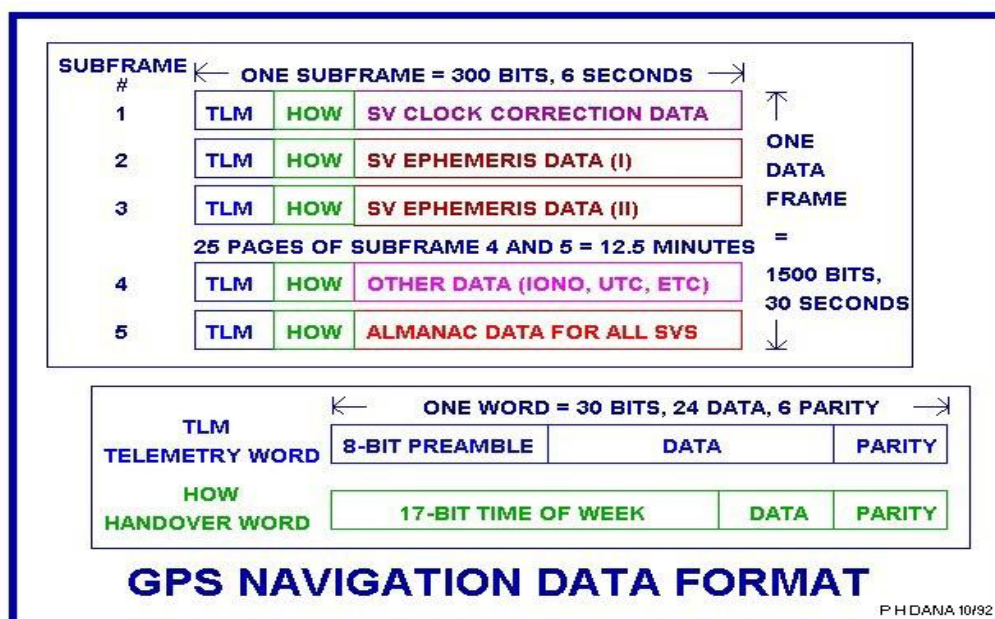 SUBFRAME
#
ONE SUBFRAME = 300 BITS, 6 SECONDS
1 TLM HOW SV CLOCK CORRECTION DATA
2 TLM HOW SV EPHEMERIS DATA (I)
3 TLM HOW SV EPHEMERIS DATA (II)
25 PAGES OF SUBFRAME 4 AND 5 = 12.5 MINUTES
4 TLM HOW OTHER DATA (IONO, UTC, ETC)
5 TLM HOW ALMANAC DATA FOR ALL SVS
ONE
DATA
FRAME
=
1500 BITS,
30 SECONDS
ONE WORD = 30 BITS, 24 DATA, 6 PARITY
TLM
TELEMETRY WORD
8-BIT PREAMBLE DATA PARITY
HOW
HANDOVER WORD
17-BIT TIME OF WEEK DATA PARITY
GPS NAVIGATION DATA FORMAT
P H DANA 10/92